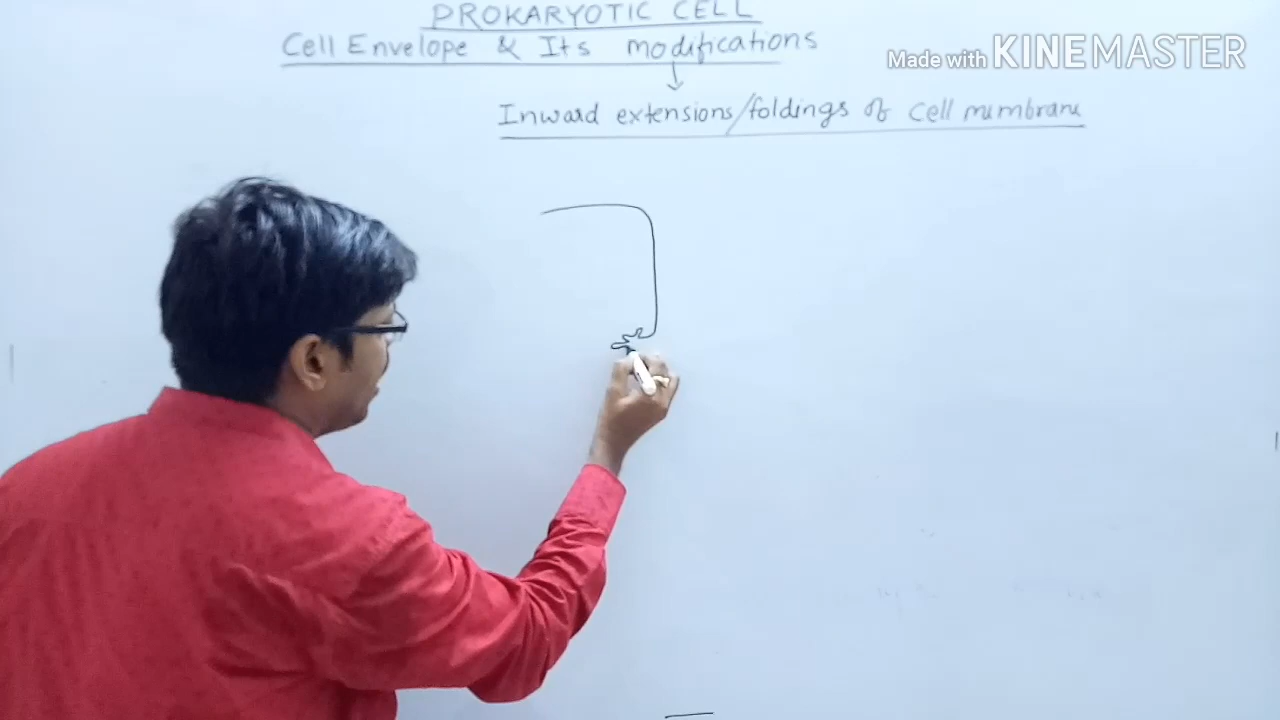 PROKARYOTIC CELL
Cell Envelope & Its modifications
Made with KINEMASTER
Inward extensions/foldings of cell membrane